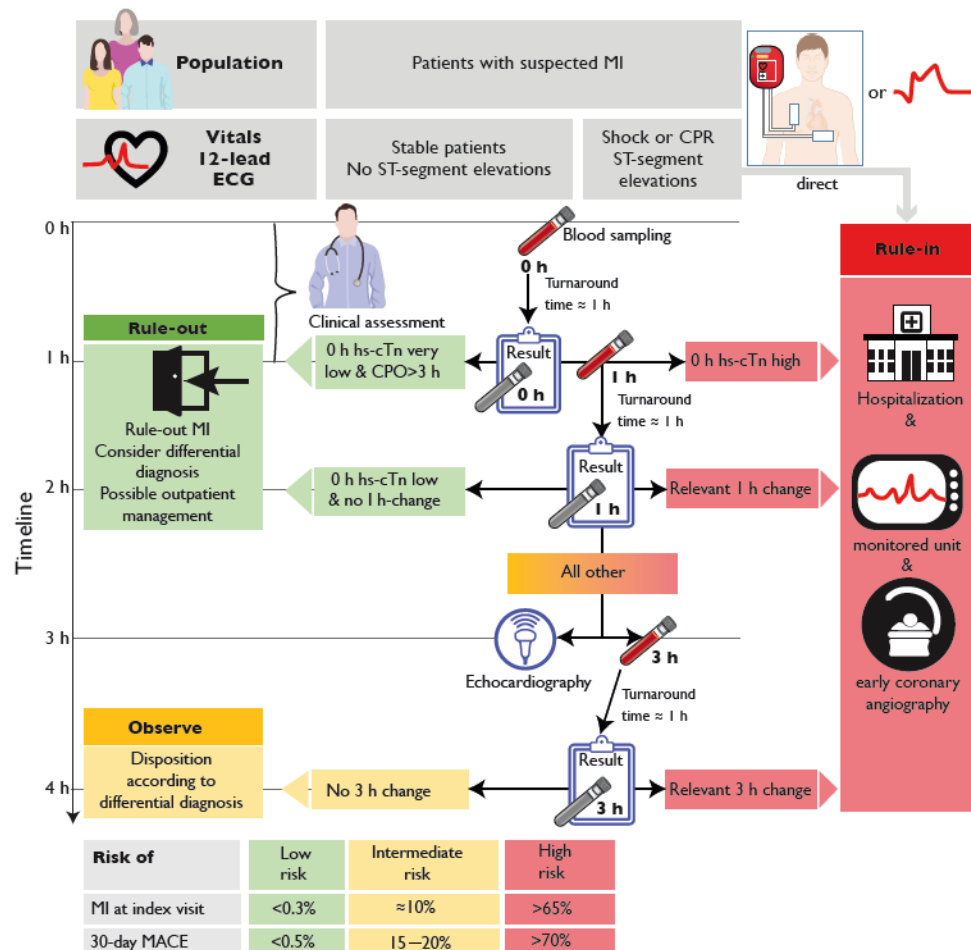 Population
Patients with suspected MI
or
Vitals
12-lead
ECG
Stable patients
No ST-segment elevations
Shock or CPR
ST-segment
elevations
direct
Timeline
0 h
1 h
2 h
3 h
4 h
Blood sampling
0 h
Turnaround
time ≈ 1 h
Clinical assessment
Rule-out
Rule-out MI
Consider differential
diagnosis
Possible outpatient
management
0 h hs-cTn very
low & CPO>3 h
Result
0 h
1 h
Turnaround
time ≈ 1 h
0 h hs-cTn high
0 h hs-cTn low
& no 1 h-change
Result
1 h
Relevant 1 h change
All other
Echocardiography
3 h
Turnaround
time ≈ 1 h
Observe
Disposition
according to
differential diagnosis
No 3 h change
Result
3 h
Relevant 3 h change
Rule-in
Hospitalization
&
monitored unit
&
early coronary
angiography
Risk of
Low
risk
Intermediate
risk
High
risk
MI at index visit
<0.3%
≈10%
>65%
30-day MACE
<0.5%
15—20%
>70%